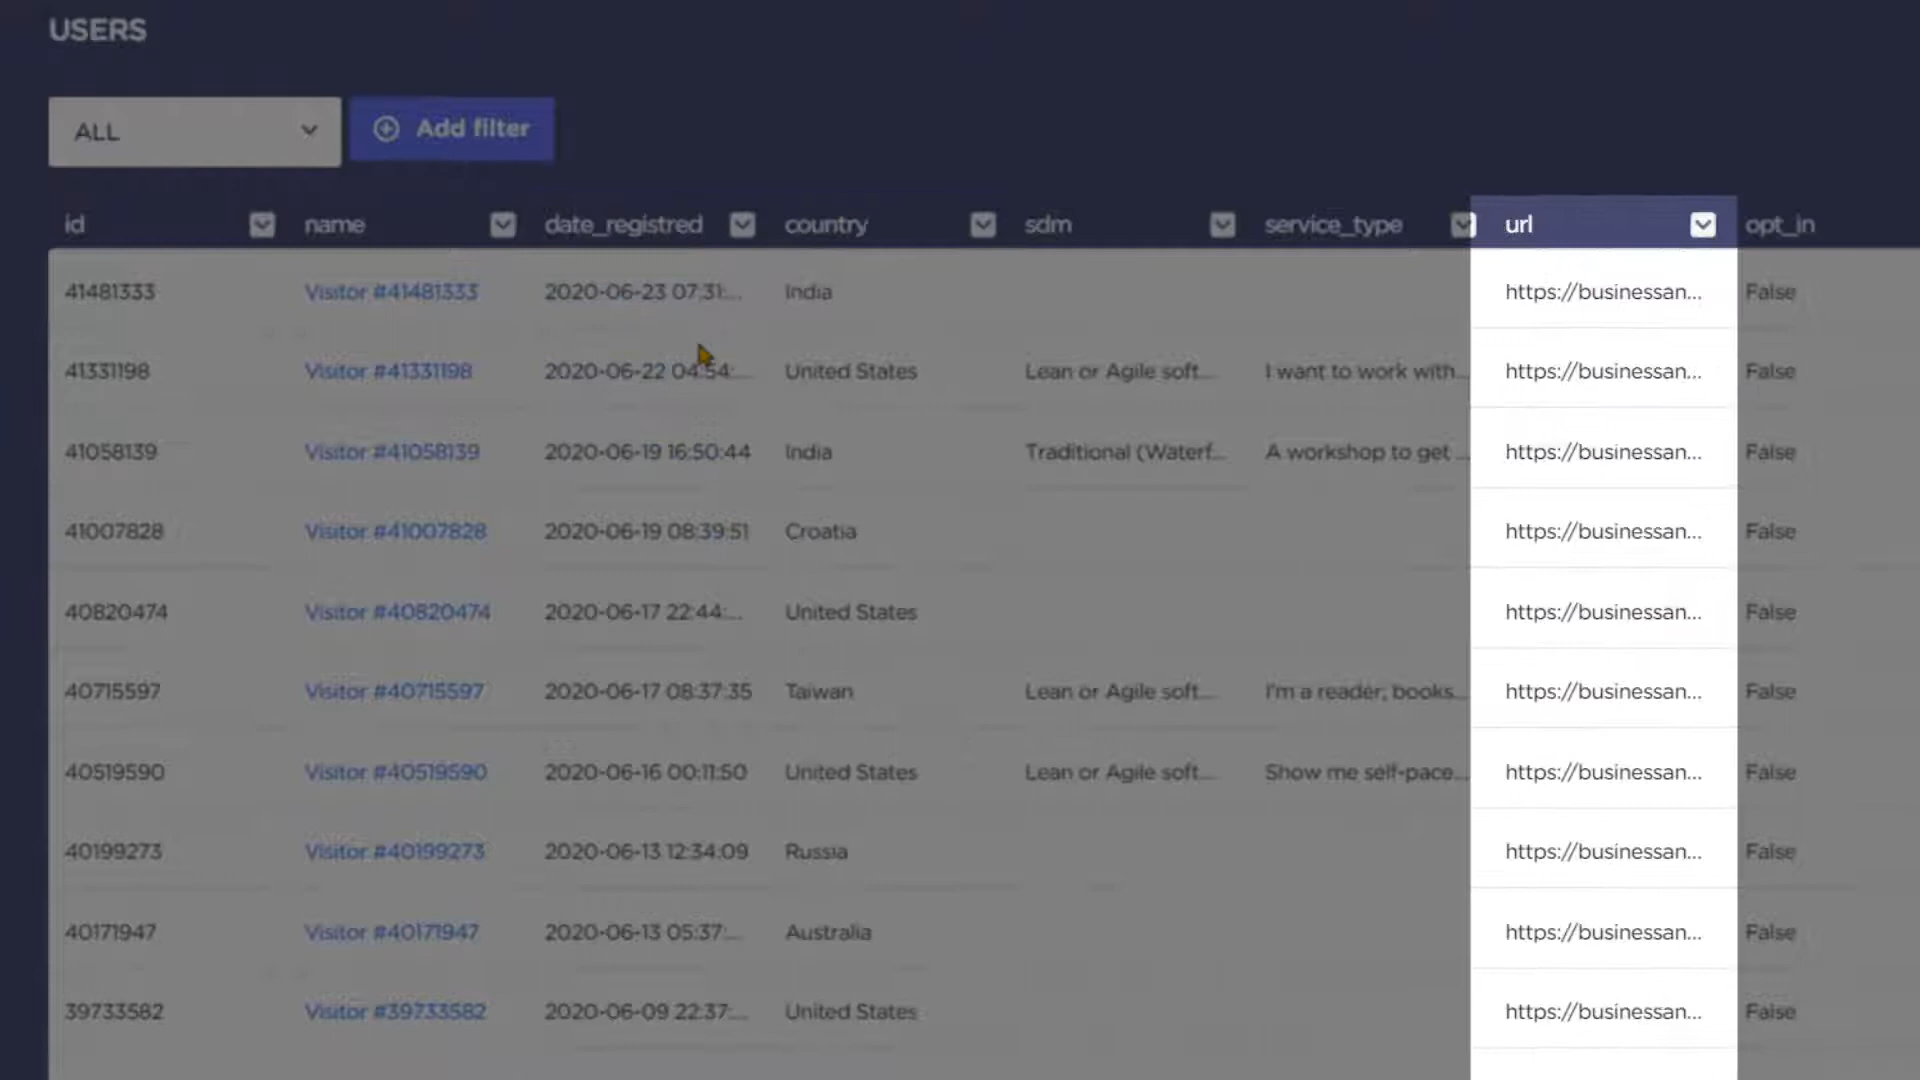 USERS
ALL Add filter
id name date_registred country sdm service_type url opt_in
41481333 Visitor #41481333 2020-06-23 07:31:... India https://businessan... False
41331198 Visitor #41331198 2020-06-22 04:54:... United States Lean or Agile soft... I want to work with... https://businessan... False
41058139 Visitor #41058139 2020-06-19 16:50:44 India Traditional (Waterf... A workshop to get ... https://businessan... False
41007828 Visitor #41007828 2020-06-19 08:39:51 Croatia https://businessan... False
40820474 Visitor #40820474 2020-06-17 22:44:... United States https://businessan... False
40715597 Visitor #40715597 2020-06-17 08:37:35 Taiwan Lean or Agile soft... I'm a reader; books... https://businessan... False
40519590 Visitor #40519590 2020-06-16 00:11:50 United States Lean or Agile soft... Show me self-pace... https://businessan... False
40199273 Visitor #40199273 2020-06-13 12:34:09 Russia https://businessan... False
40171947 Visitor #40171947 2020-06-13 05:37:... Australia https://businessan... False
39733582 Visitor #39733582 2020-06-09 22:37:... United States https://businessan... False